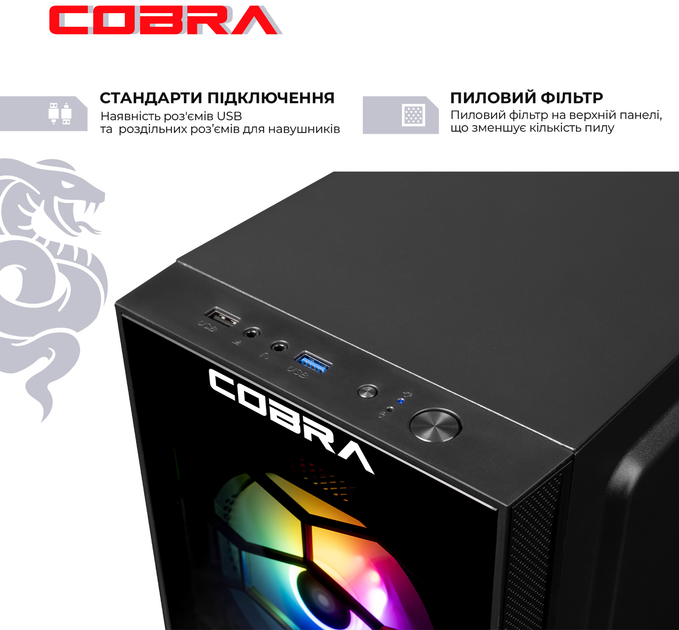 COBRA
СТАНДАРТИ ПІДКЛЮЧЕННЯ
Наявність роз'ємів USB
та роздільних роз'ємів для навушників
ПИЛОВИЙ ФІЛЬТР
Пиловий фільтр на верхній панелі,
що зменшує кількість пилу
USB
USB
COBRA